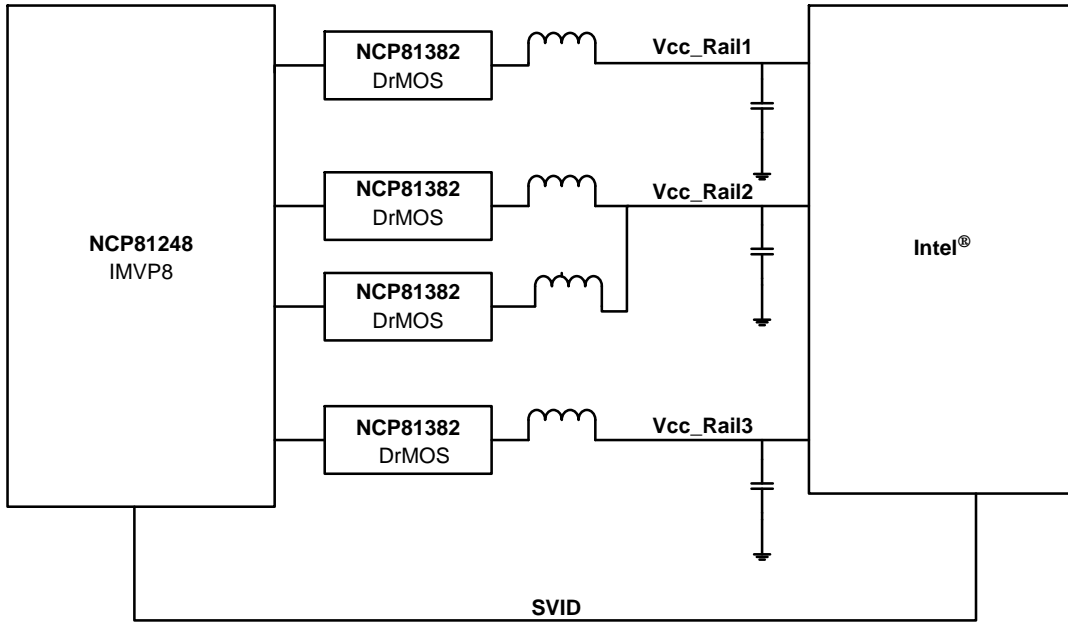 NCP81382
DrMOS
Vcc_Rail1
NCP81382
DrMOS
Vcc_Rail2
NCP81248
IMVP8
Intel®
NCP81382
DrMOS
NCP81382
DrMOS
Vcc_Rail3
SVID